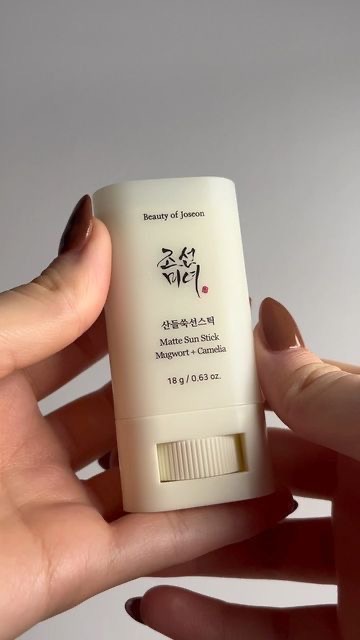 Beauty of Joseon
조선
미녀
산들쑥선스틱
Matte Sun Stick
Mugwort + Camelia
18 g / 0.63 oz.